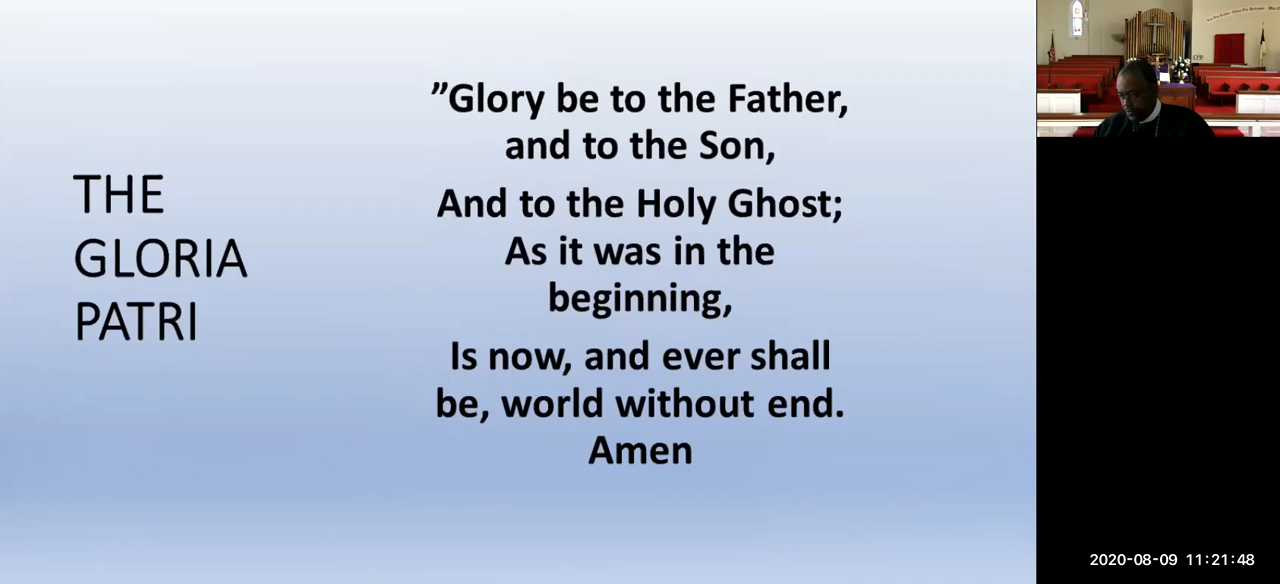 THE
GLORIA
PATRI
”Glory be to the Father,
and to the Son,
And to the Holy Ghost;
As it was in the
beginning,
Is now, and ever shall
be, world without end.
Amen
2020-08-09 11:21:48